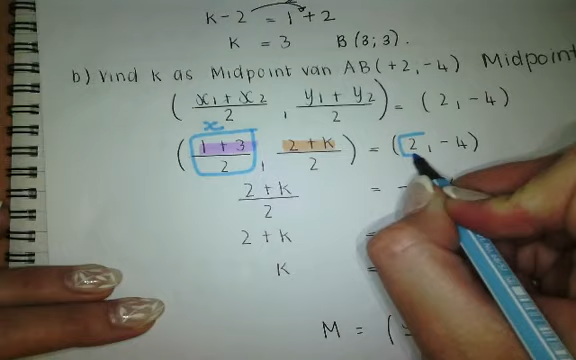 k - 2 = 1 + 2
k = 3 B (3; 3).
b) Vind k as Midpoint van AB (+2, -4) Midpoint
( x₁ + x₂ / 2 , y₁ + y₂ / 2 ) = ( 2, -4 )
x
( 1 + 3 / 2 , 2 + k / 2 ) = ( 2, -4 )
2 + k / 2 = -
2 + k =
k =
M = (